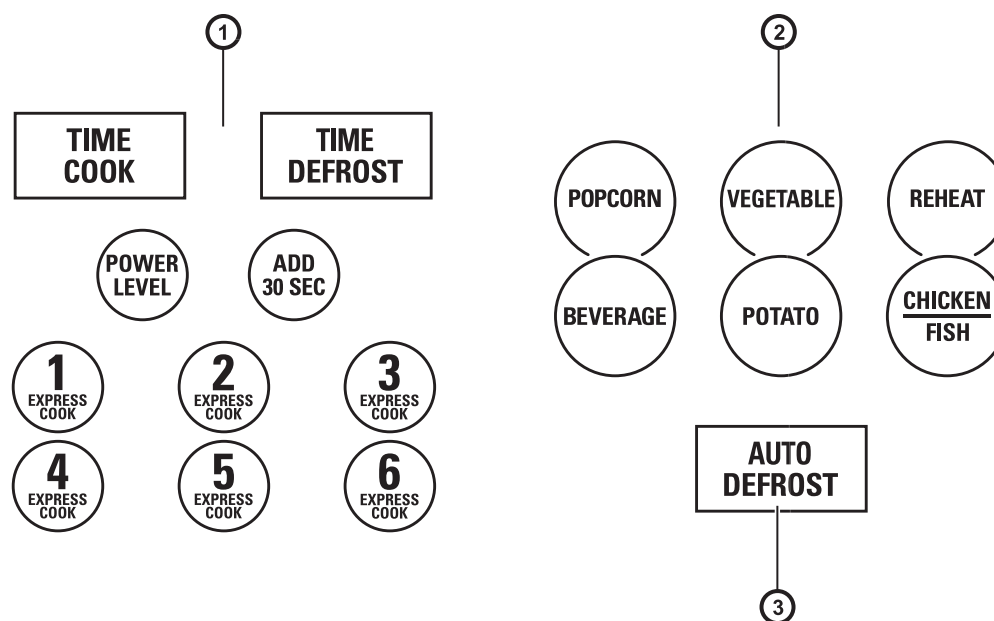 1
TIME
COOK
TIME
DEFROST
POWER
LEVEL
ADD
30 SEC
1
EXPRESS
COOK
2
EXPRESS
COOK
3
EXPRESS
COOK
4
EXPRESS
COOK
5
EXPRESS
COOK
6
EXPRESS
COOK
2
POPCORN
VEGETABLE
REHEAT
BEVERAGE
POTATO
CHICKEN
FISH
AUTO
DEFROST
3